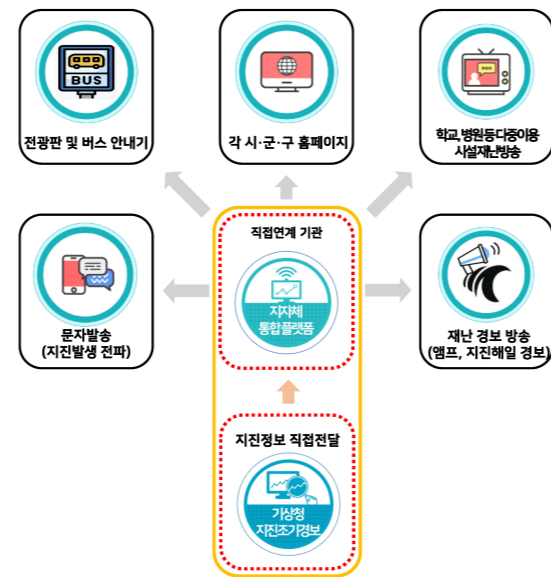 BUS
전광판 및 버스 안내기
각 시·군·구 홈페이지
학교,병원등다중이용
시설재난방송
직접연계 기관
지자체
통합플랫폼
문자발송
(지진발생 전파)
재난 경보 방송
(앰프, 지진해일 경보)
지진정보 직접전달
기상청
지진조기경보